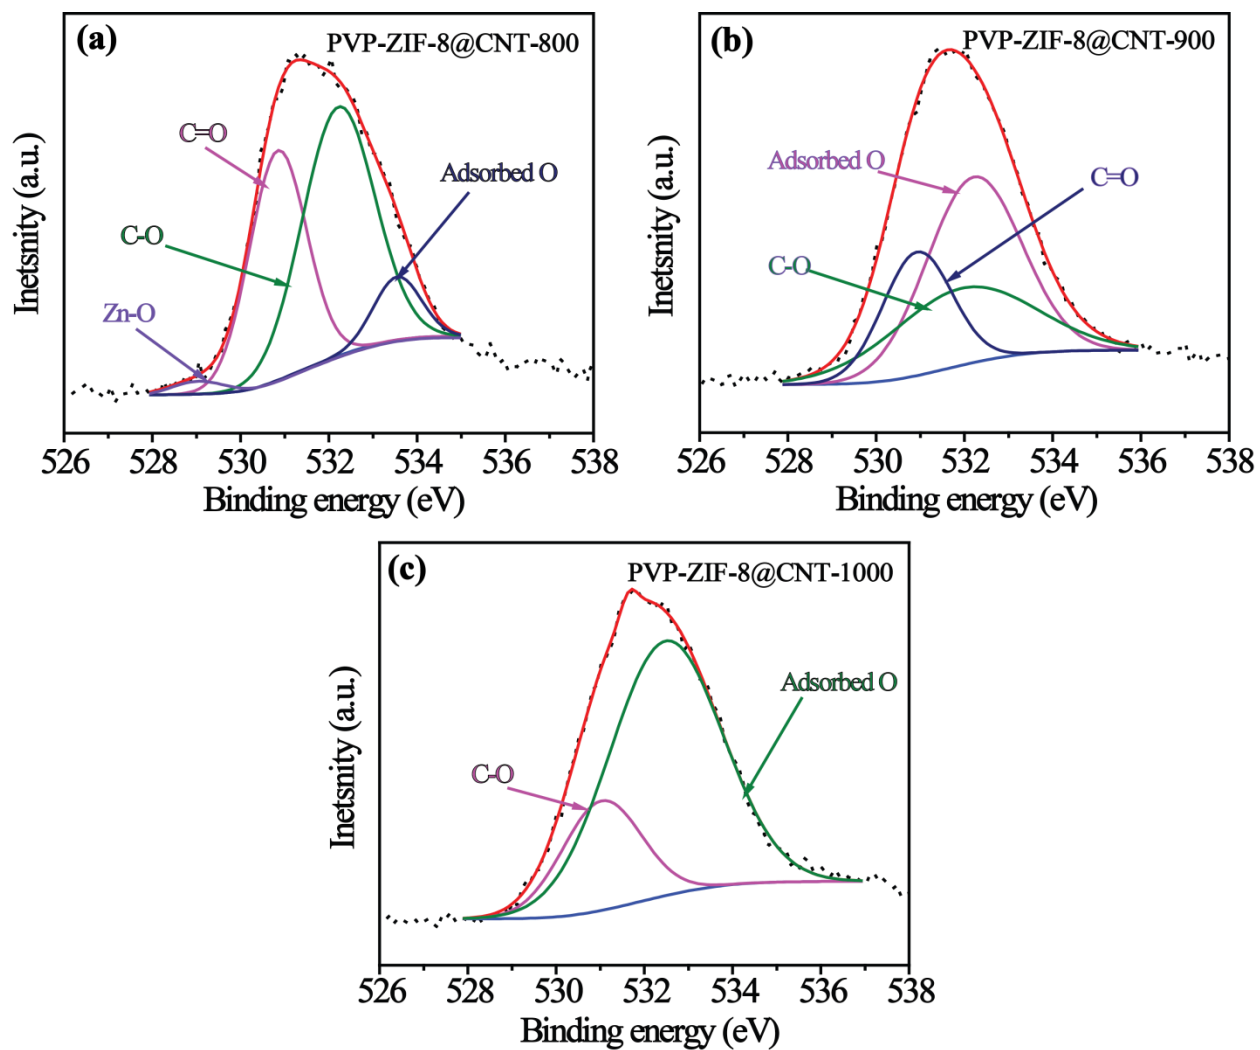 (a)
PVP-ZIF-8@CNT-800
C=O
Adsorbed O
C-O
Zn-O
Inetsnity (a.u.)
526 528 530 532 534 536 538
Binding energy (eV)
(b)
PVP-ZIF-8@CNT-900
Adsorbed O
C=O
C-O
Inetsnity (a.u.)
526 528 530 532 534 536 538
Binding energy (eV)
(c)
PVP-ZIF-8@CNT-1000
Adsorbed O
C-O
Inetsnity (a.u.)
526 528 530 532 534 536 538
Binding energy (eV)